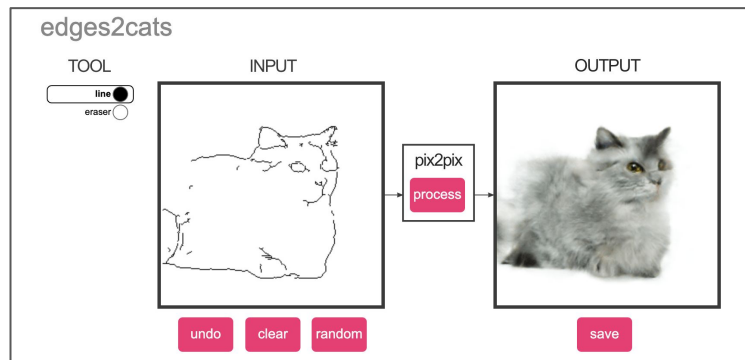 edges2cats
TOOL
INPUT
OUTPUT
line
eraser
pix2pix
process
undo
clear
random
save